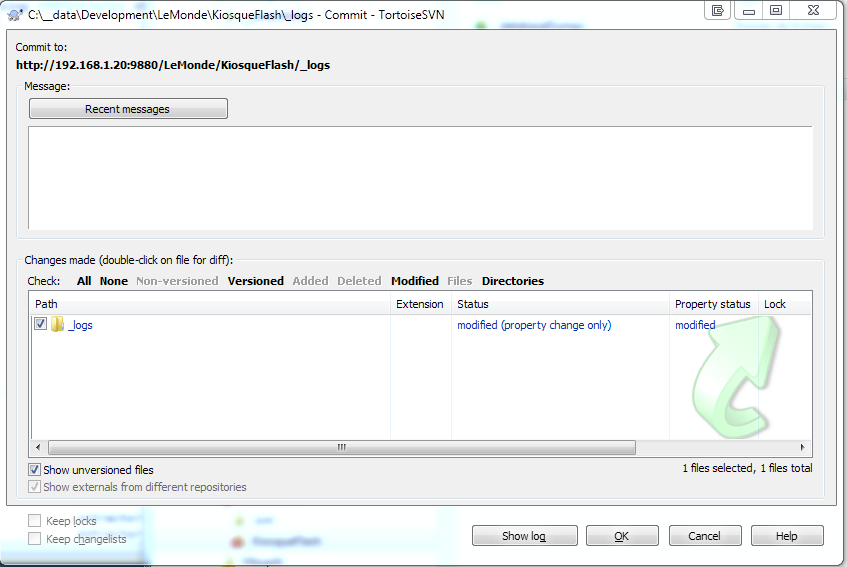 C:\__data\Development\LeMonde\KiosqueFlash\_logs - Commit - TortoiseSVN
Commit to:
http://192.168.1.20:9880/LeMonde/KiosqueFlash/_logs
Message:
Recent messages
Changes made (double-click on file for diff):
Check: All None Non-versioned Versioned Added Deleted Modified Files Directories
Path Extension Status Property status Lock
_logs modified (property change only) modified
Show unversioned files
1 files selected, 1 files total
Show externals from different repositories
Keep locks
Keep changelists
Show log OK Cancel Help
KiosqueFlash